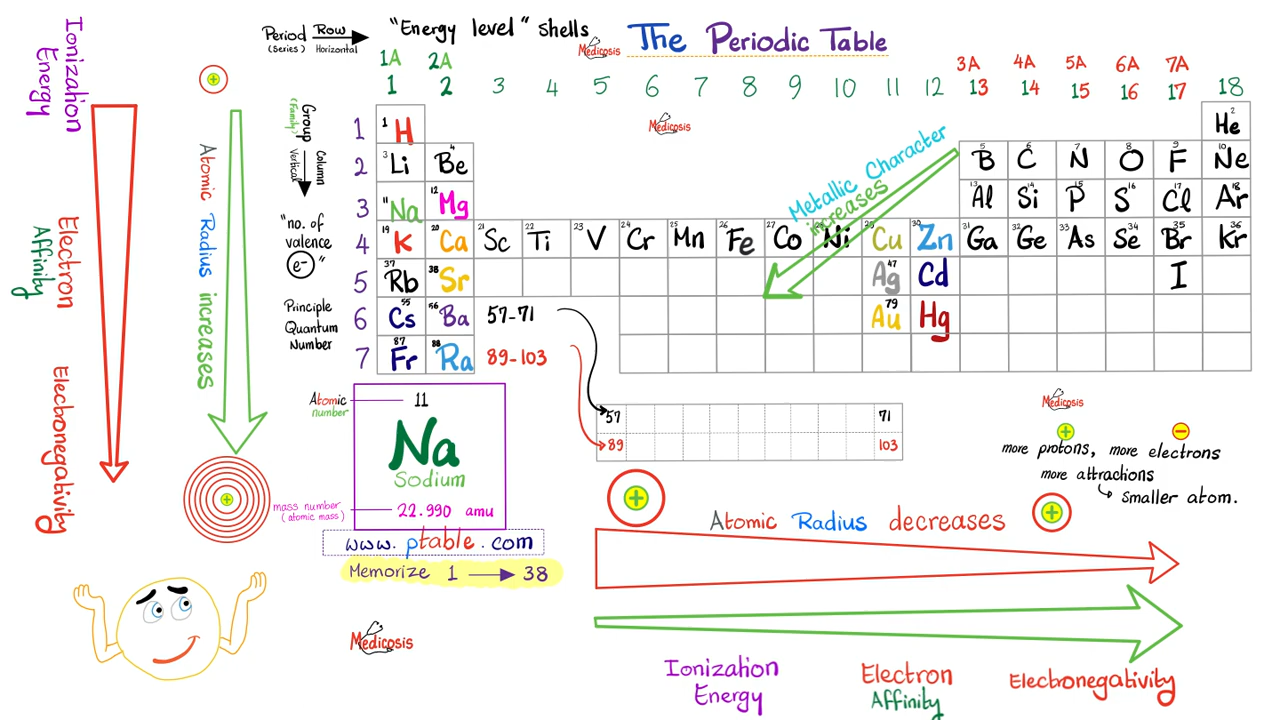 Ionization
Energy
Electron
Affinity
Electronegativity
Atomic Radius increases
Period Row
(Series) Horizontal
"Energy level" Shells
Medicosis
The Periodic Table
1A 2A 3A 4A 5A 6A 7A
1 2 3 4 5 6 7 8 9 10 11 12 13 14 15 16 17 18
Group
(Family)
Column
Vertical
"no. of
valence
e-"
Principle
Quantum
Number
Medicosis
1 1 H 2 He
2 3 Li 4 Be 5 B 6 C 7 N 8 O 9 F 10 Ne
3 11 Na 12 Mg 13 Al 14 Si 15 P 16 S 17 Cl 18 Ar
4 19 K 20 Ca 21 Sc 22 Ti 23 V 24 Cr 25 Mn 26 Fe 27 Co Ni 29 Cu 30 Zn 31 Ga 32 Ge 33 As 34 Se 35 Br 36 Kr
5 37 Rb 38 Sr 47 Ag Cd I
6 55 Cs 56 Ba 57-71 79 Au Hg
7 87 Fr 88 Ra 89-103
Metallic Character
increases
57 71
89 103
Atomic
number
11
Na
Sodium
mass number
(atomic mass)
22.990 amu
www.ptable.com
Memorize 1 → 38
Medicosis
Medicosis
+ −
more protons, more electrons
more attractions
↳ smaller atom.
Atomic Radius decreases
Ionization
Energy
Electron
Affinity
Electronegativity